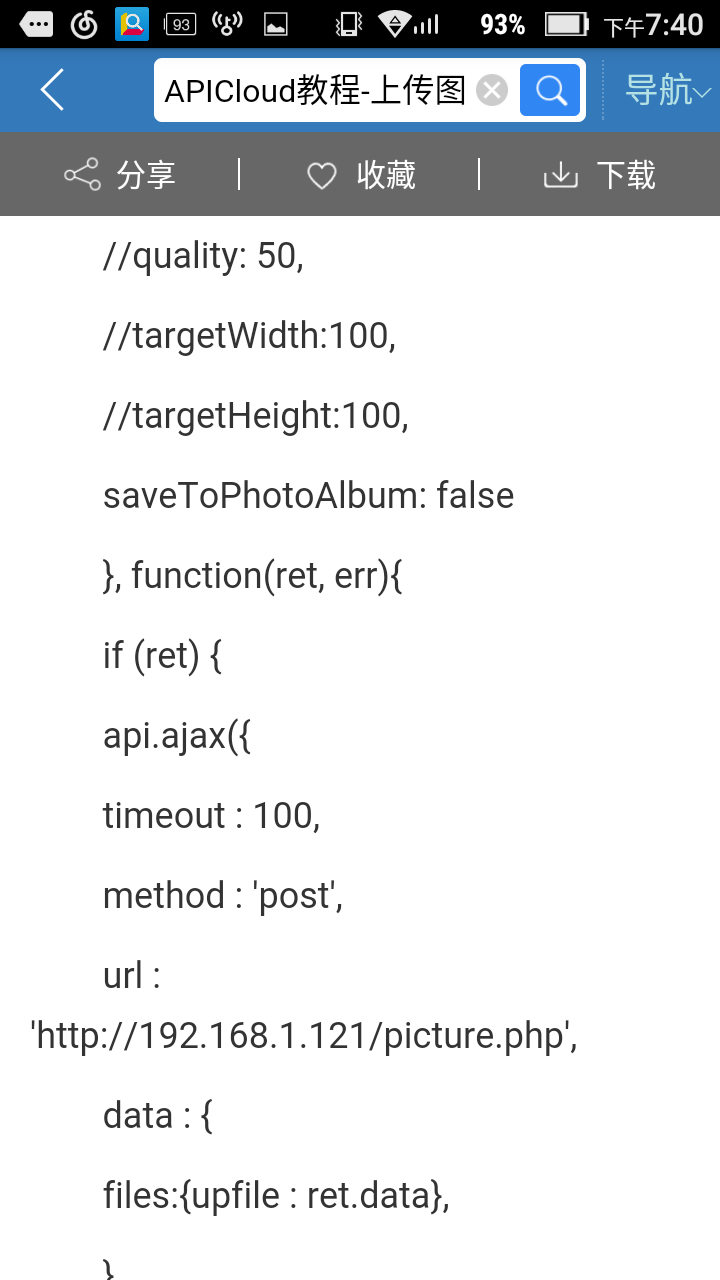 93 93% 下午7:40
APICloud教程-上传图 导航
分享 收藏 下载
//quality: 50,
//targetWidth:100,
//targetHeight:100,
saveToPhotoAlbum: false
}, function(ret, err){
if (ret) {
api.ajax({
timeout : 100,
method : 'post',
url :
'http://192.168.1.121/picture.php',
data : {
files:{upfile : ret.data},
}